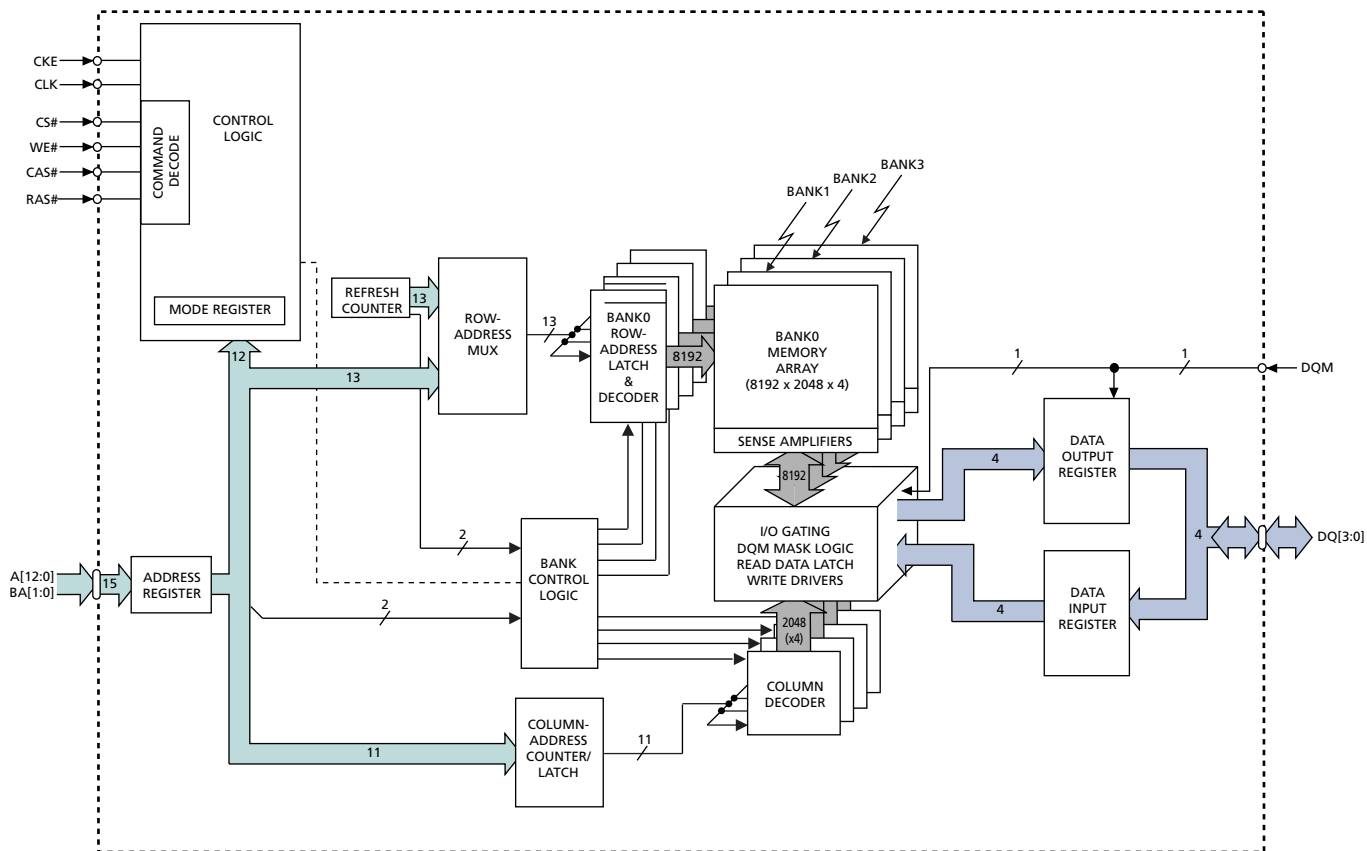 CKE
CLK
CS#
WE#
CAS#
RAS#
COMMAND
DECODE
CONTROL
LOGIC
MODE REGISTER
12
REFRESH
COUNTER
13
13
ROW-
ADDRESS
MUX
13
BANK0
ROW-
ADDRESS
LATCH
&
DECODER
8192
BANK1
BANK2
BANK3
BANK0
MEMORY
ARRAY
(8192 x 2048 x 4)
SENSE AMPLIFIERS
8192
I/O GATING
DQM MASK LOGIC
READ DATA LATCH
WRITE DRIVERS
1
1
DQM
4
DATA
OUTPUT
REGISTER
4
DQ[3:0]
4
DATA
INPUT
REGISTER
A[12:0]
BA[1:0]
15
ADDRESS
REGISTER
2
2
BANK
CONTROL
LOGIC
2048
(x4)
COLUMN
DECODER
11
COLUMN-
ADDRESS
COUNTER/
LATCH
11